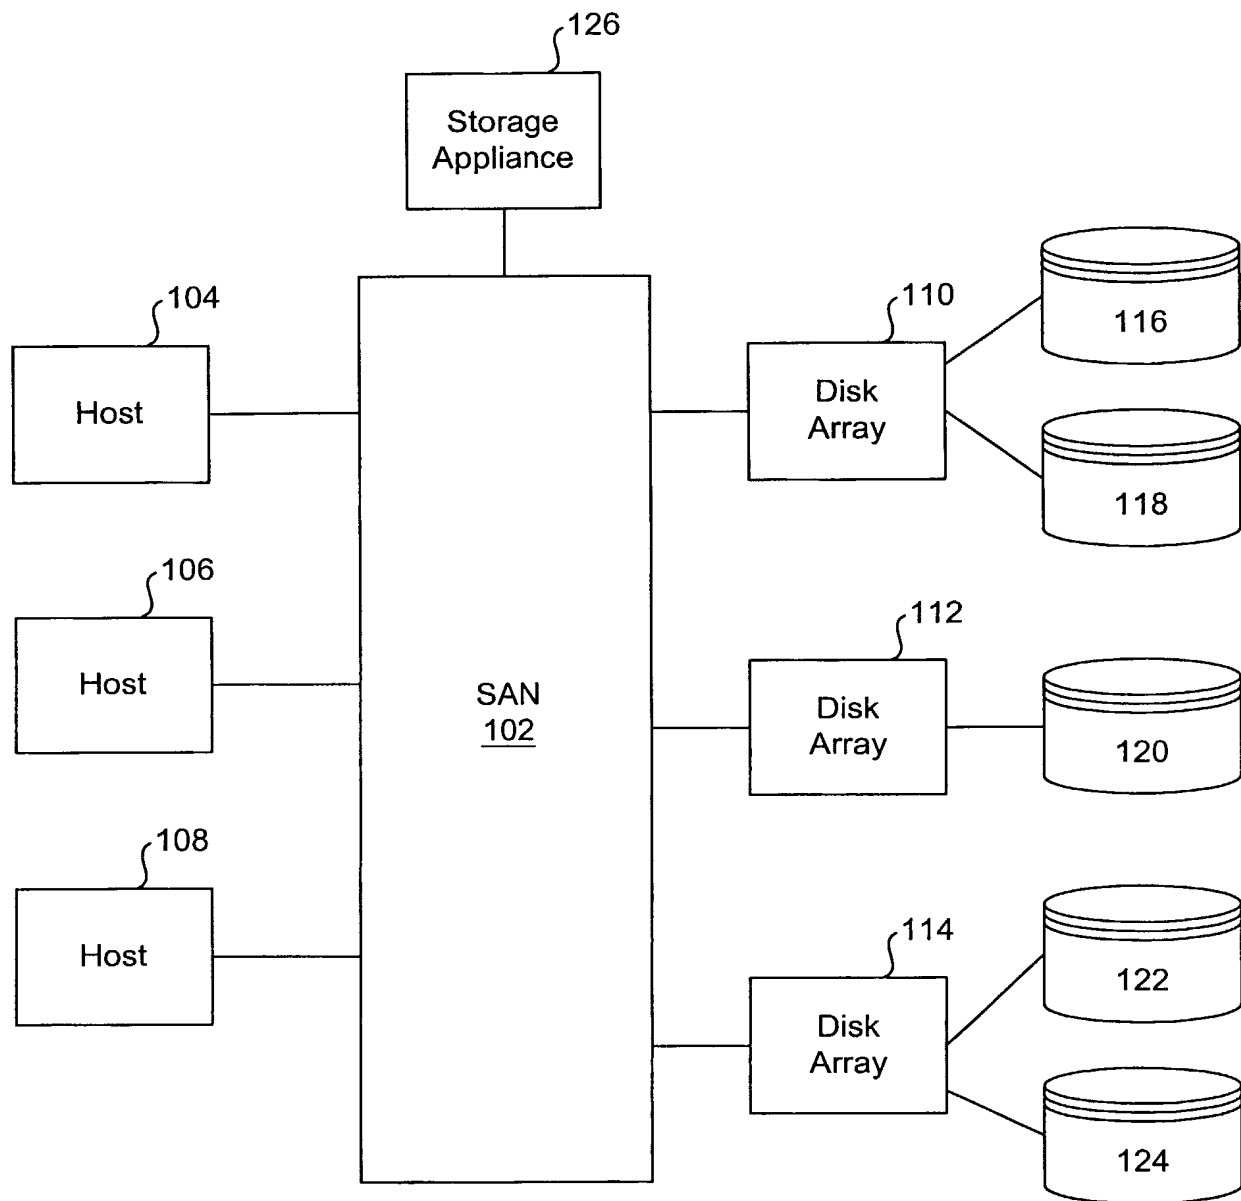 126
Storage
Appliance
104
Host
110
Disk
Array
116
118
106
Host
SAN
102
112
Disk
Array
120
108
Host
114
Disk
Array
122
124